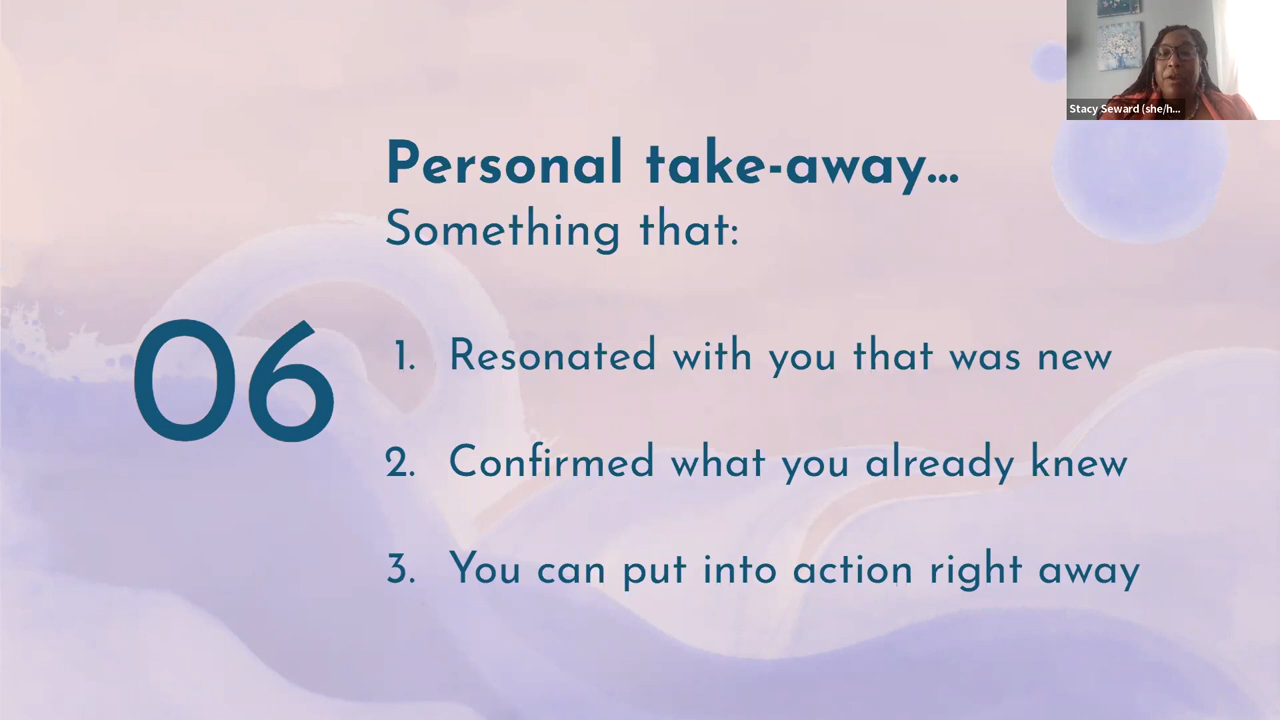 Stacy Seward (she/h...
Personal take-away...
Something that:
06
1. Resonated with you that was new
2. Confirmed what you already knew
3. You can put into action right away